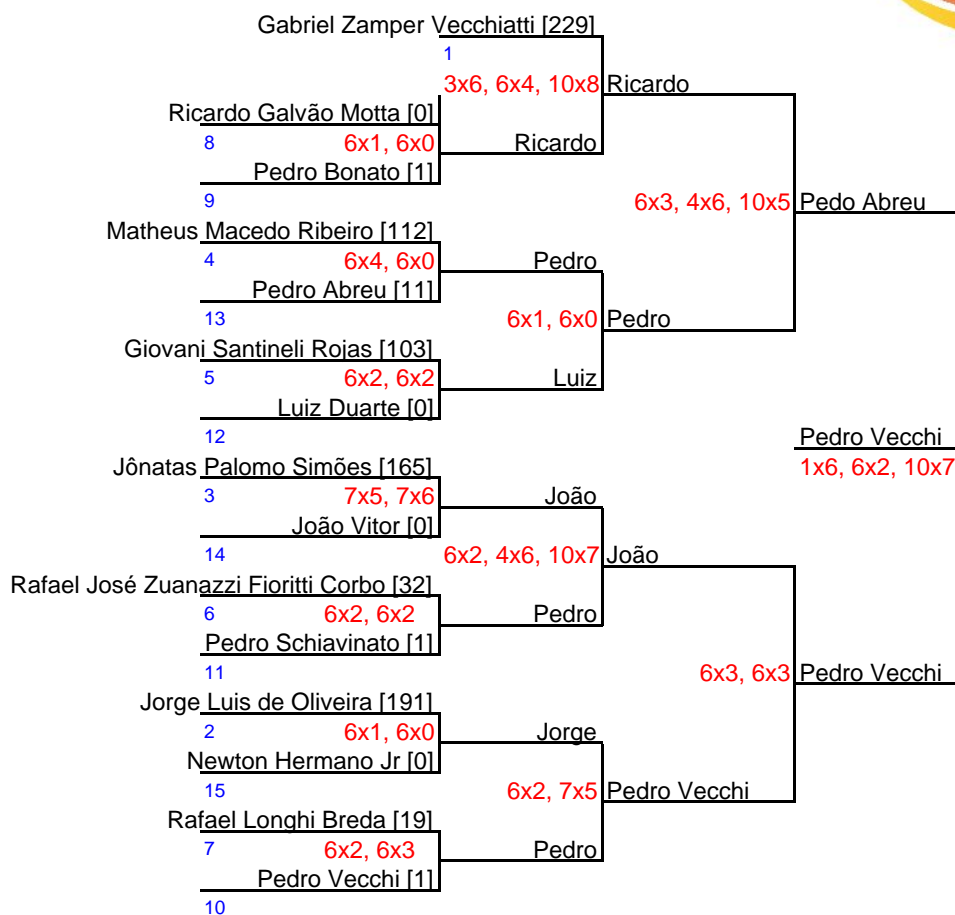 Gabriel Zamper Vecchiatti [229]
1
3x6, 6x4, 10x8 Ricardo
Ricardo Galvão Motta [0]
8 6x1, 6x0 Ricardo
Pedro Bonato [1]
9 6x3, 4x6, 10x5 Pedo Abreu
Matheus Macedo Ribeiro [112]
4 6x4, 6x0 Pedro
Pedro Abreu [11]
13 6x1, 6x0 Pedro
Giovani Santineli Rojas [103]
5 6x2, 6x2 Luiz
Luiz Duarte [0]
12 Pedro Vecchi
Jônatas Palomo Simões [165] 1x6, 6x2, 10x7
3 7x5, 7x6 João
João Vitor [0]
14 6x2, 4x6, 10x7 João
Rafael José Zuanazzi Fioritti Corbo [32]
6 6x2, 6x2 Pedro
Pedro Schiavinato [1]
11 6x3, 6x3 Pedro Vecchi
Jorge Luis de Oliveira [191]
2 6x1, 6x0 Jorge
Newton Hermano Jr [0]
15 6x2, 7x5 Pedro Vecchi
Rafael Longhi Breda [19]
7 6x2, 6x3 Pedro
Pedro Vecchi [1]
10